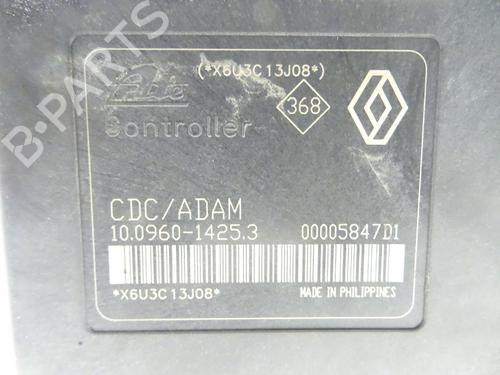 (*X6U3C13J08*)
Ate
368
Controller
CDC/ADAM
10.0960-1425.3 00005847D1
*X6U3C13J08* MADE IN PHILIPPINES
B-PARTS